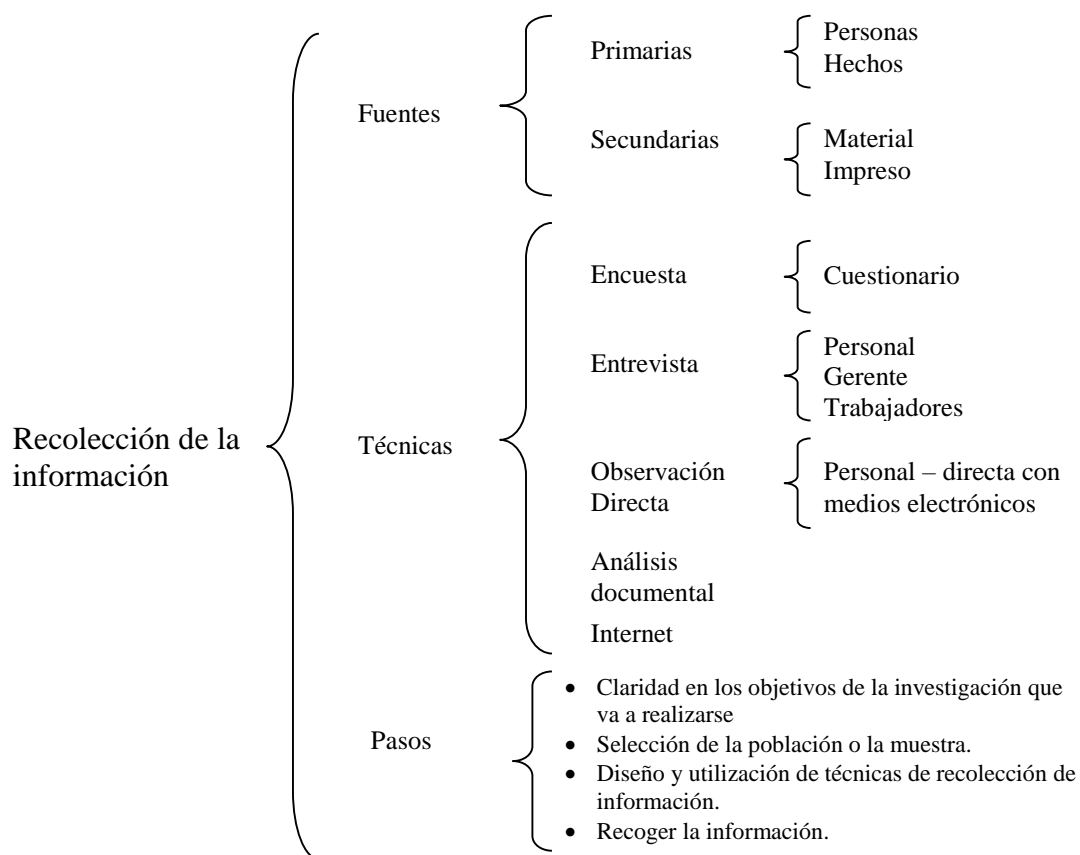 Recolección de la
información
Fuentes
Primarias
Personas
Hechos
Secundarias
Material
Impreso
Técnicas
Encuesta
Cuestionario
Entrevista
Personal
Gerente
Trabajadores
Observación
Directa
Personal – directa con
medios electrónicos
Análisis
documental
Internet
Pasos
• Claridad en los objetivos de la investigación que
va a realizarse
• Selección de la población o la muestra.
• Diseño y utilización de técnicas de recolección de
información.
• Recoger la información.